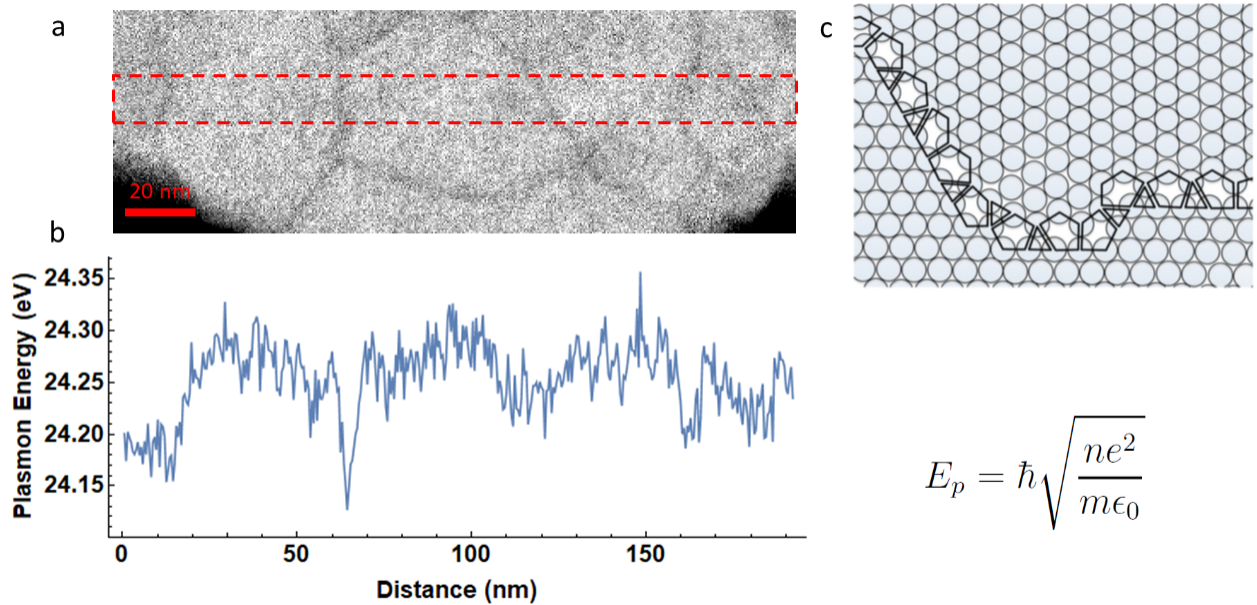 a
20 nm
b
Plasmon Energy (eV)
24.35
24.30
24.25
24.20
24.15
0 50 100 150
Distance (nm)
c
E_p = ħ√(ne²/mϵ₀)